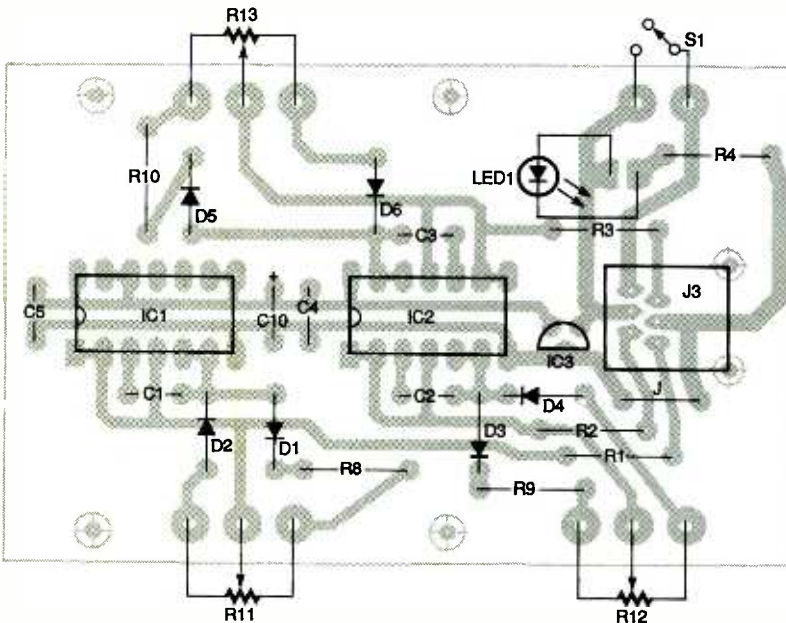 R13
S1
R10
D5
D6
LED1
R4
C3
R3
C5
IC1
+
C10
C4
IC2
IC3
J3
C1
D2
D1
C2
D4
D3
J
R2
R1
R8
R9
R11
R12